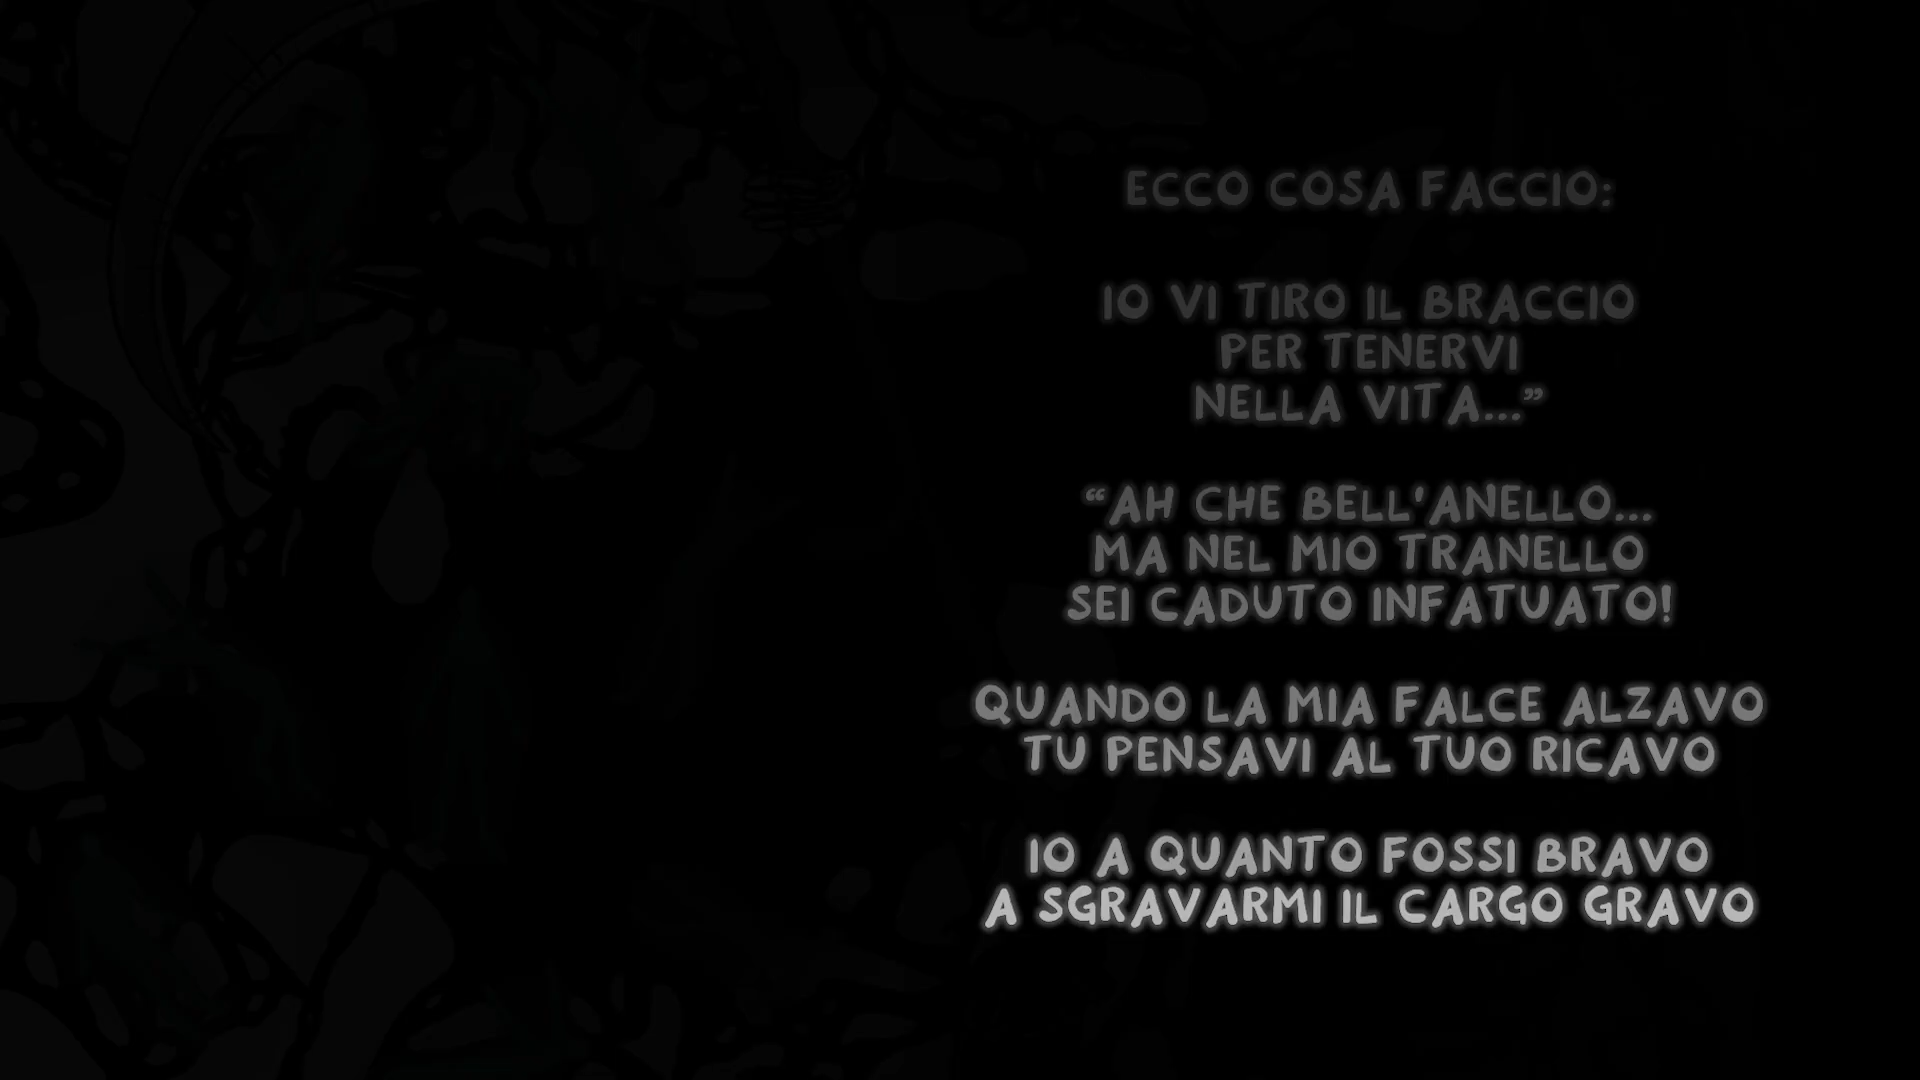 ECCO COSA FACCIO:
IO VI TIRO IL BRACCIO
PER TENERVI
NELLA VITA...”
“AH CHE BELL'ANELLO...
MA NEL MIO TRANELLO
SEI CADUTO INFATUATO!
QUANDO LA MIA FALCE ALZAVO
TU PENSAVI AL TUO RICAVO
IO A QUANTO FOSSI BRAVO
A SGRAVARMI IL CARGO GRAVO